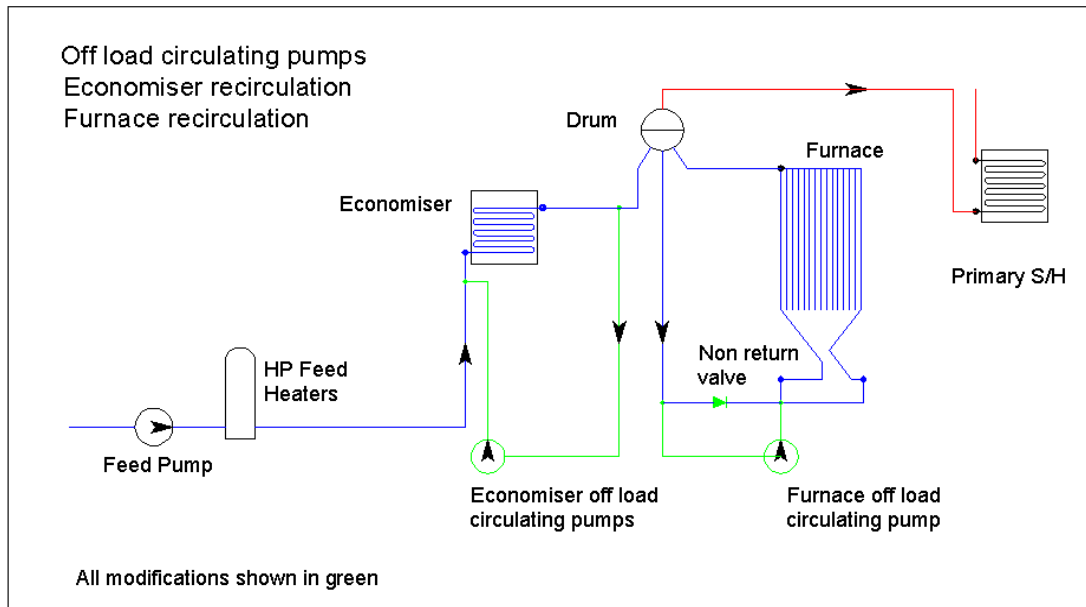 Off load circulating pumps
Economiser recirculation
Furnace recirculation
Drum
Furnace
Economiser
Primary S/H
Non return
valve
HP Feed
Heaters
Feed Pump
Economiser off load
circulating pumps
Furnace off load
circulating pump
All modifications shown in green